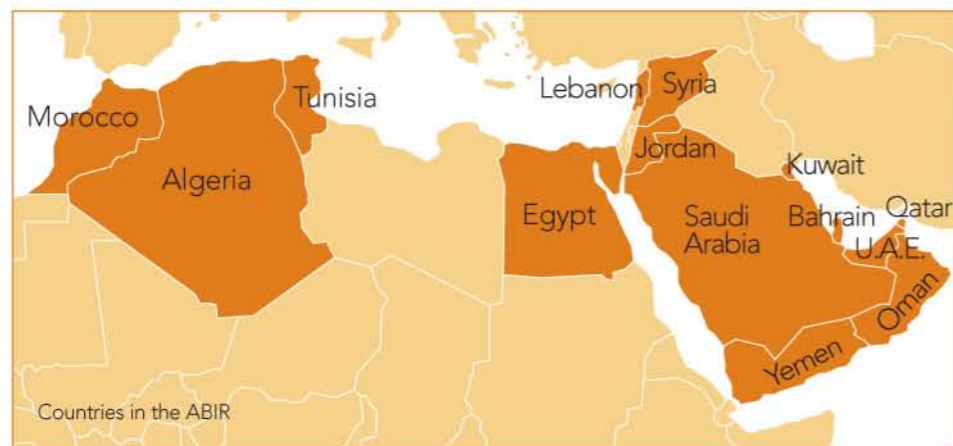 Morocco
Algeria
Tunisia
Egypt
Lebanon
Syria
Jordan
Kuwait
Saudi
Arabia
Bahrain
Qatar
U.A.E.
Oman
Yemen
Countries in the ABIR